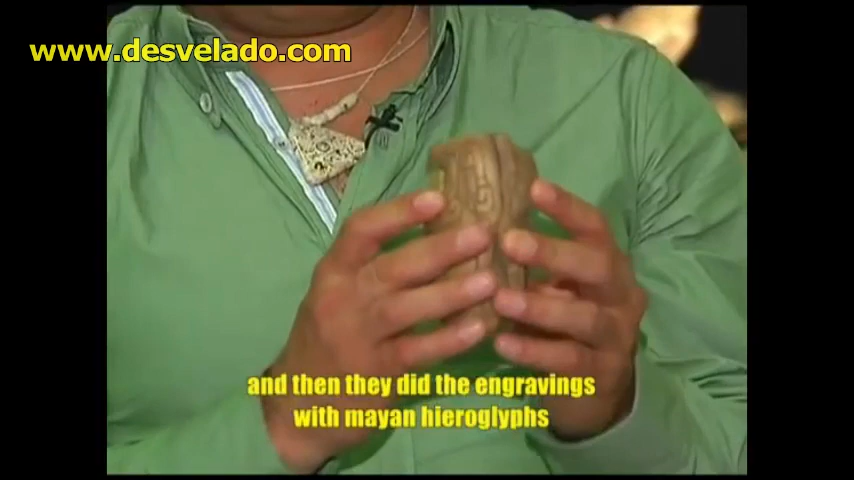 www.desvelado.com
and then they did the engravings
with mayan hieroglyphs